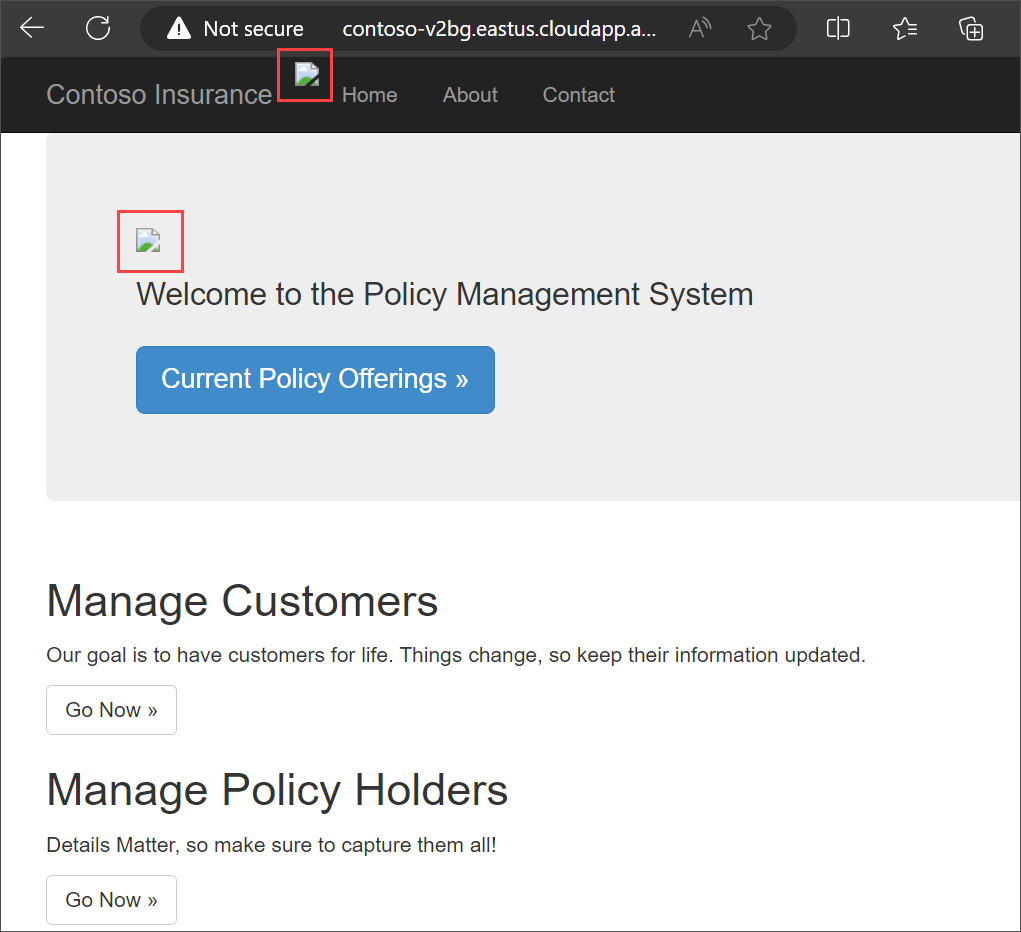 Not secure contoso-v2bg.eastus.cloudapp.a...
Contoso Insurance Home About Contact
Welcome to the Policy Management System
Current Policy Offerings »
Manage Customers
Our goal is to have customers for life. Things change, so keep their information updated.
Go Now »
Manage Policy Holders
Details Matter, so make sure to capture them all!
Go Now »